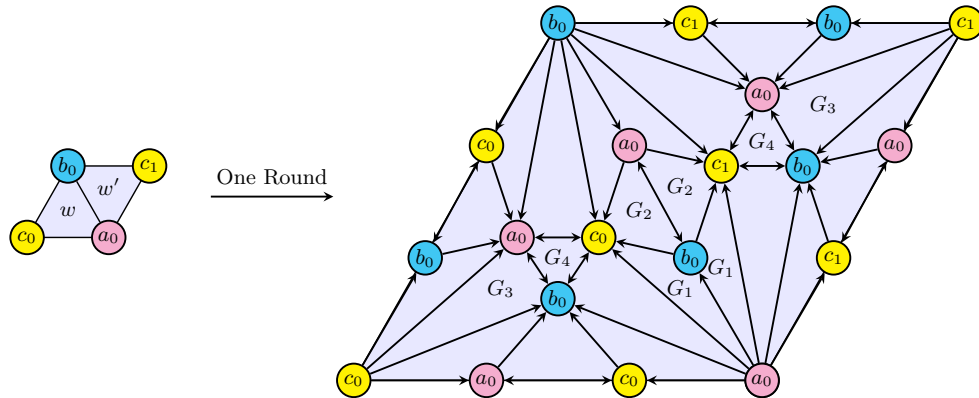 b₀ c₁ b₀ c₁
a₀ G₃
c₀ a₀ G₄ a₀
b₀ c₁ c₁ b₀
w' One Round G₂
w G₂
c₀ a₀ a₀ c₀
b₀ G₄ b₀ G₁ c₁
G₃ b₀ G₁
c₀ a₀ c₀ a₀